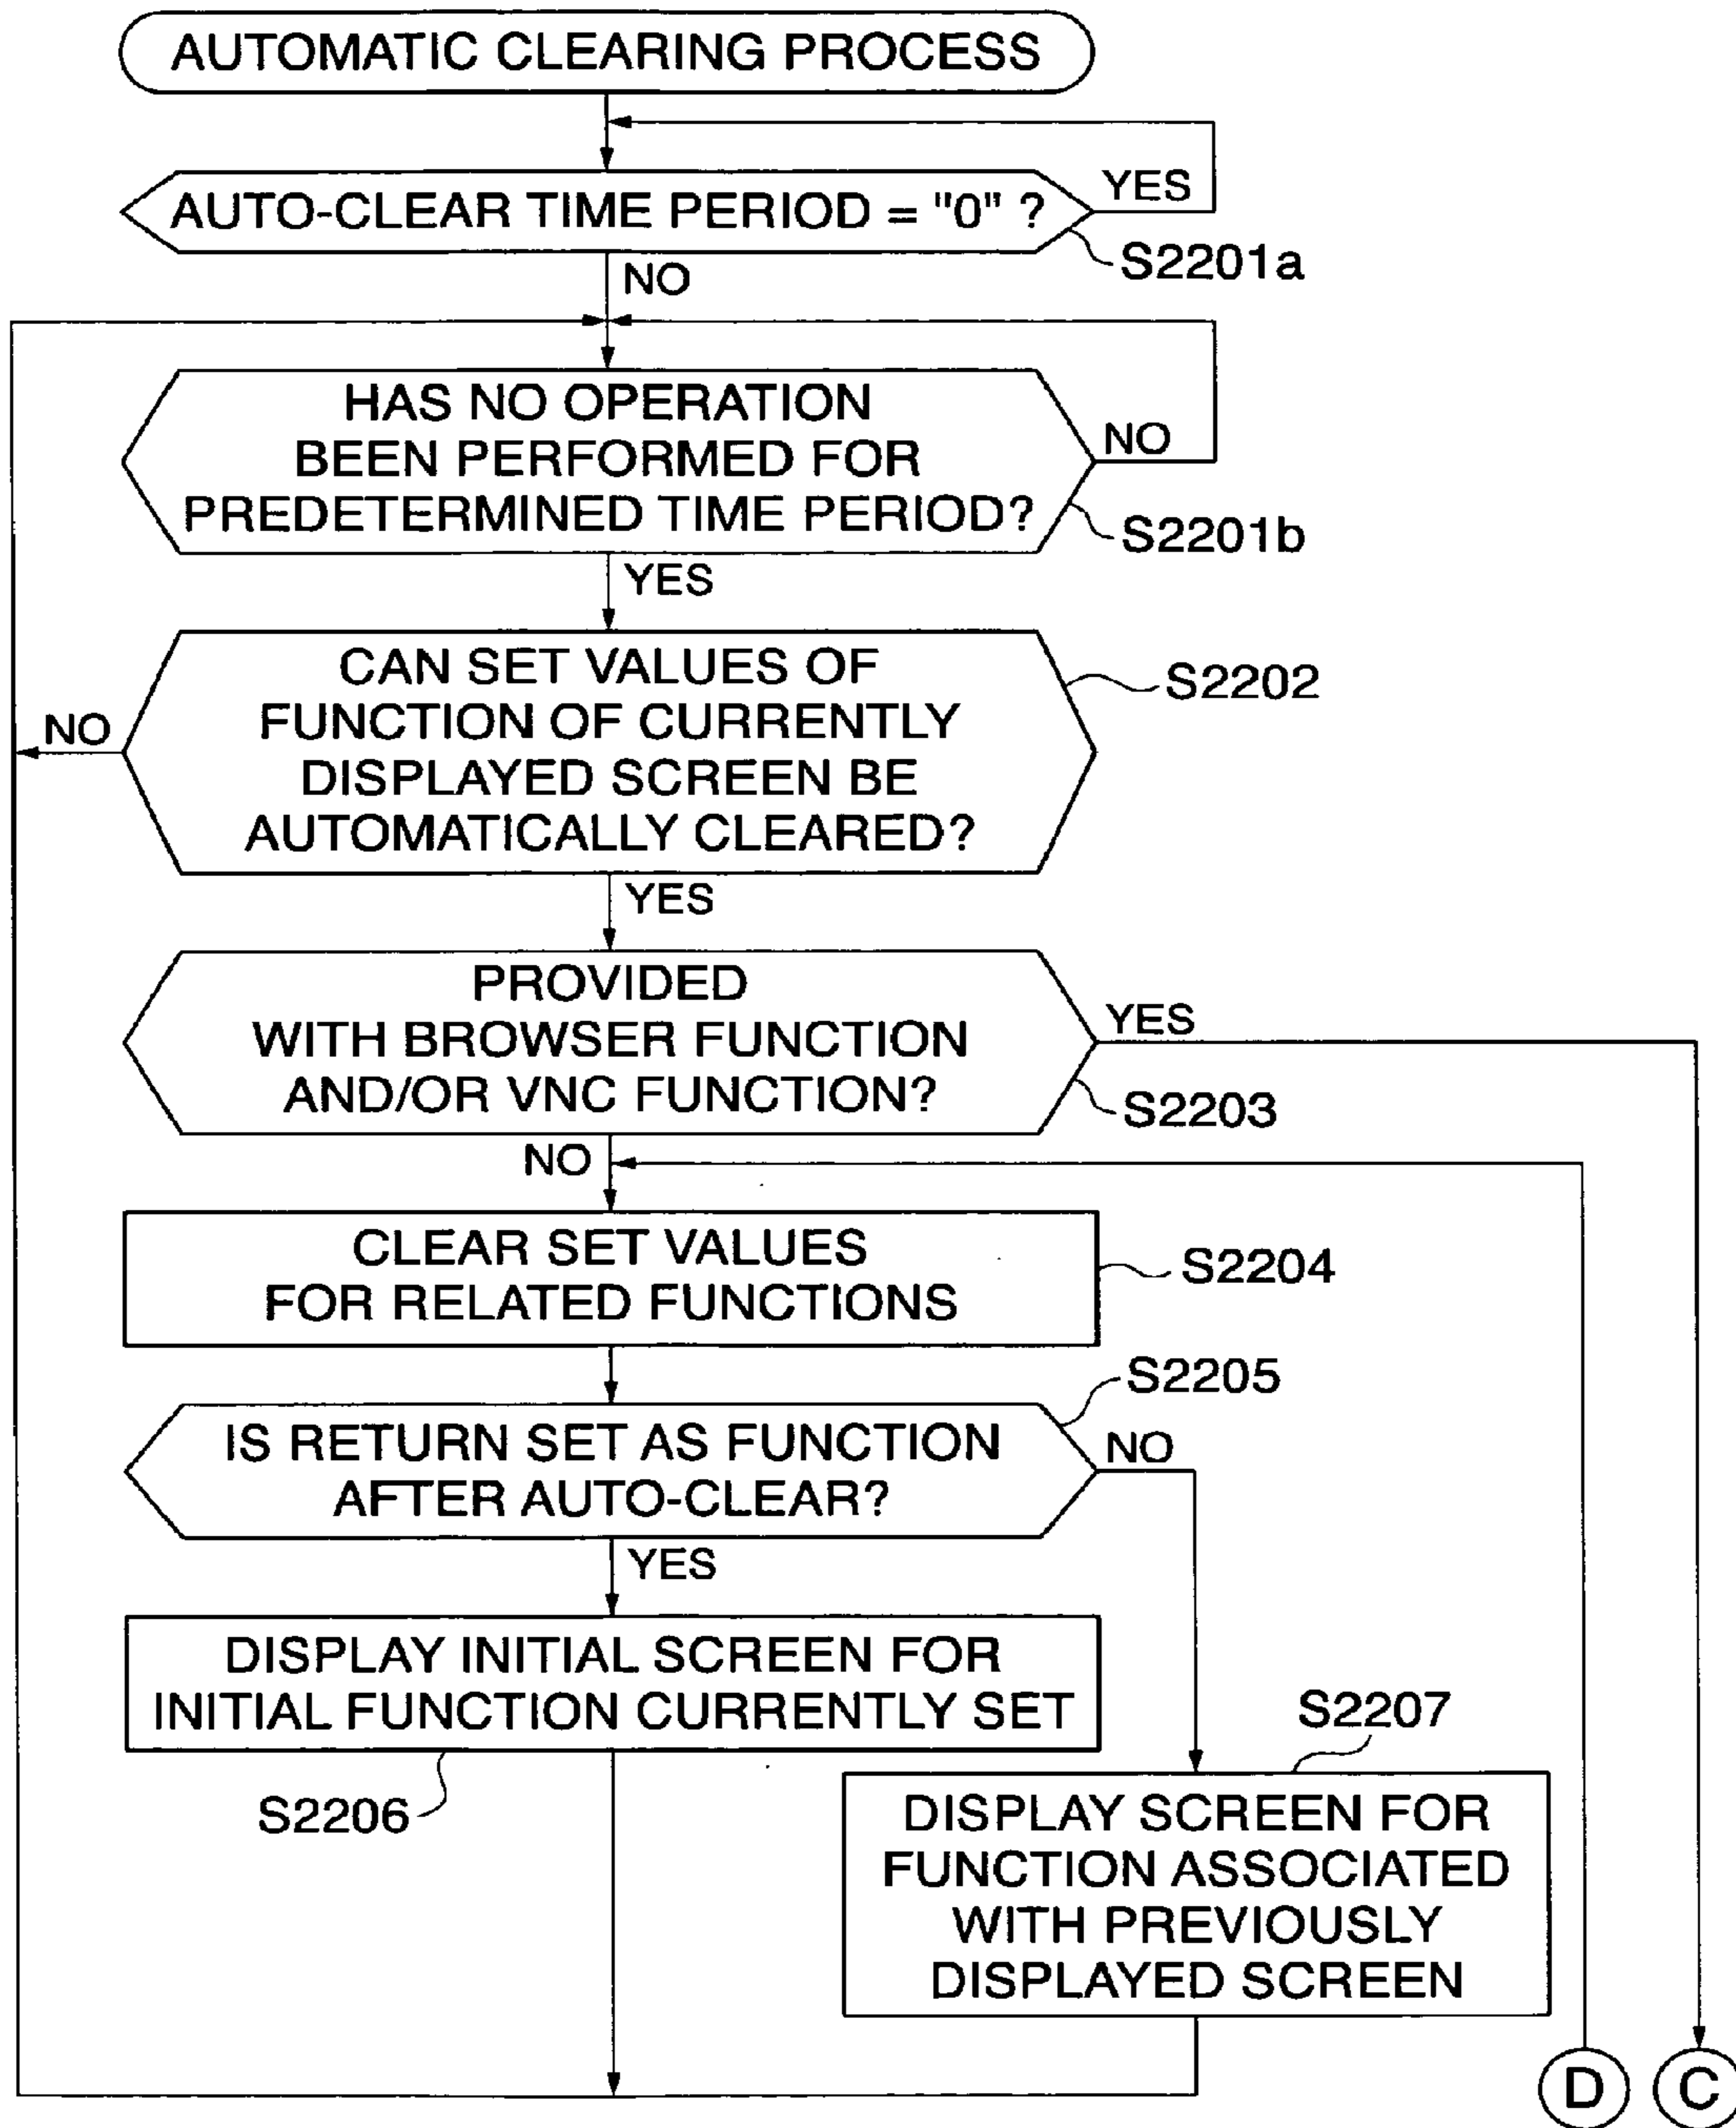 AUTOMATIC CLEARING PROCESS
AUTO-CLEAR TIME PERIOD = "0" ?
YES
S2201a
NO
HAS NO OPERATION
BEEN PERFORMED FOR
PREDETERMINED TIME PERIOD?
NO
S2201b
YES
CAN SET VALUES OF
FUNCTION OF CURRENTLY
DISPLAYED SCREEN BE
AUTOMATICALLY CLEARED?
S2202
NO
YES
PROVIDED
WITH BROWSER FUNCTION
AND/OR VNC FUNCTION?
YES
S2203
NO
CLEAR SET VALUES
FOR RELATED FUNCTIONS
S2204
S2205
IS RETURN SET AS FUNCTION
AFTER AUTO-CLEAR?
NO
YES
DISPLAY INITIAL SCREEN FOR
INITIAL FUNCTION CURRENTLY SET
S2206
S2207
DISPLAY SCREEN FOR
FUNCTION ASSOCIATED
WITH PREVIOUSLY
DISPLAYED SCREEN
D
C